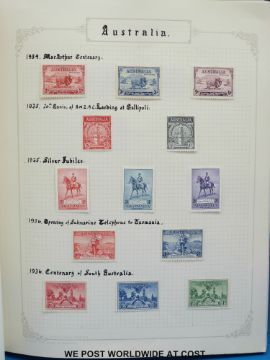 Australia.
1934. MacArthur Centenary.
1935. 20th Anniv. of A.N.Z.A.C. Landing at Gallipoli.
1935. Silver Jubilee.
1936. Opening of Submarine Telephone to Tasmania.
1936. Centenary of South Australia.
WE POST WORLDWIDE AT COST